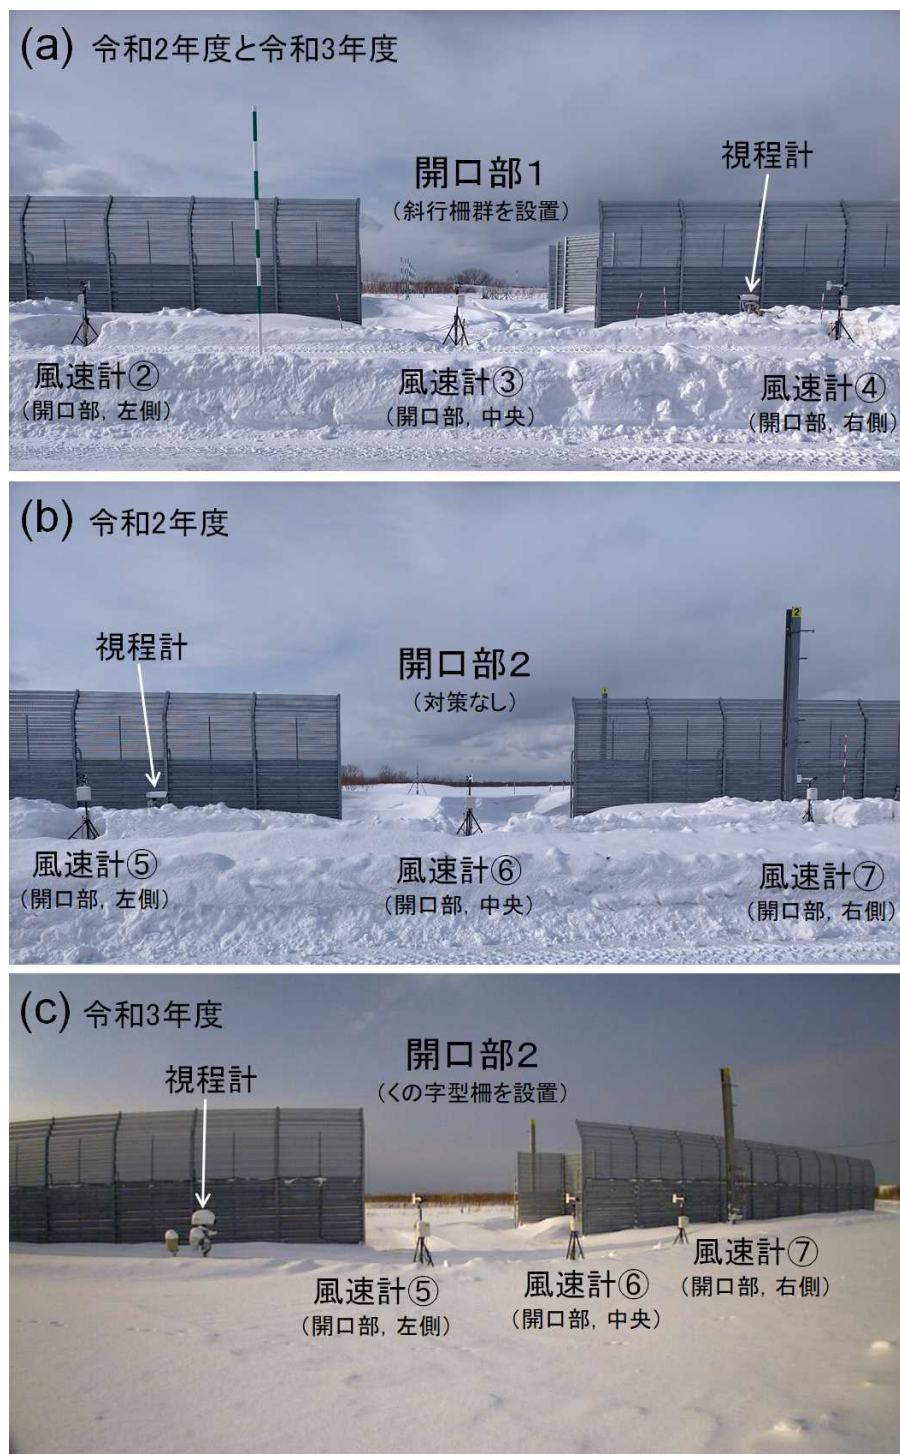 (a) 令和2年度と令和3年度
開口部1
(斜行柵群を設置)
視程計
風速計②
(開口部, 左側)
風速計③
(開口部, 中央)
風速計④
(開口部, 右側)
(b) 令和2年度
視程計
開口部2
(対策なし)
2
風速計⑤
(開口部, 左側)
風速計⑥
(開口部, 中央)
風速計⑦
(開口部, 右側)
(c) 令和3年度
開口部2
(くの字型柵を設置)
視程計
風速計⑤
(開口部, 左側)
風速計⑥
(開口部, 中央)
風速計⑦
(開口部, 右側)